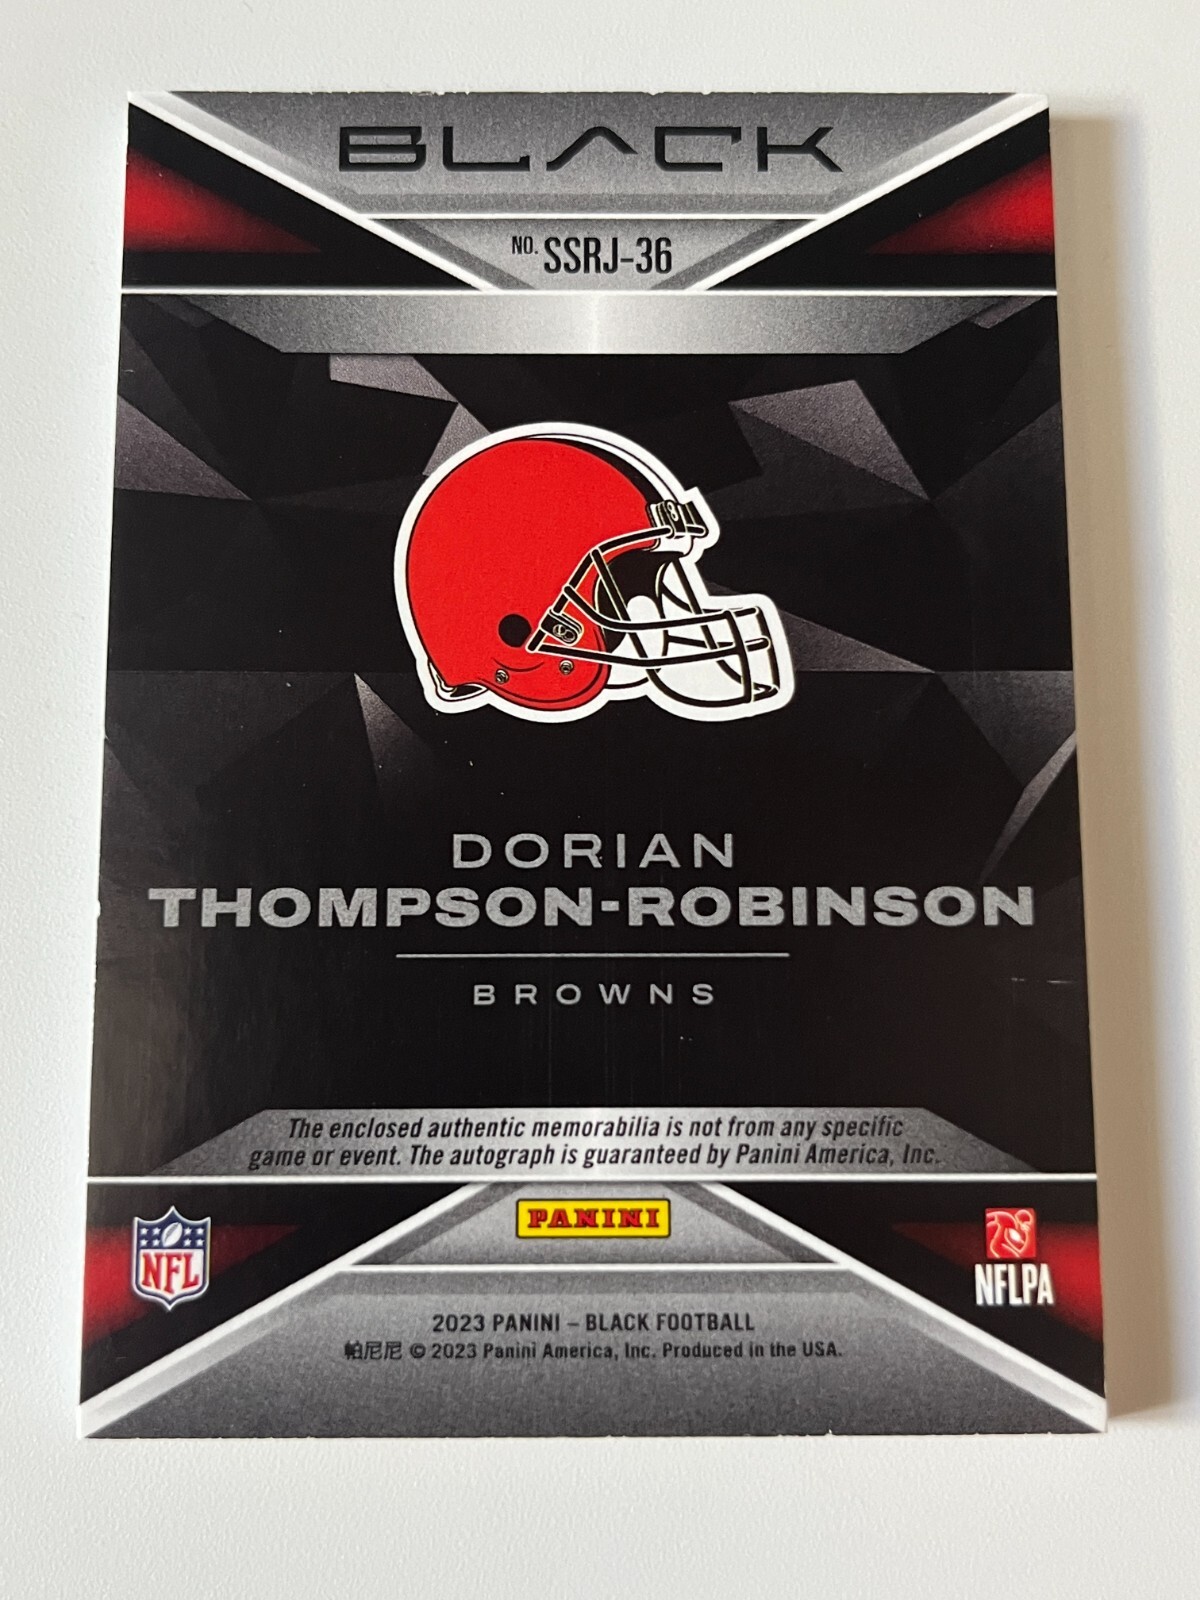 BLACK
NO. SSRJ-36
DORIAN
THOMPSON-ROBINSON
BROWNS
The enclosed authentic memorabilia is not from any specific
game or event. The autograph is guaranteed by Panini America, Inc.
PANINI
NFL
NFLPA
2023 PANINI – BLACK FOOTBALL
帕尼尼 © 2023 Panini America, Inc. Produced in the USA.